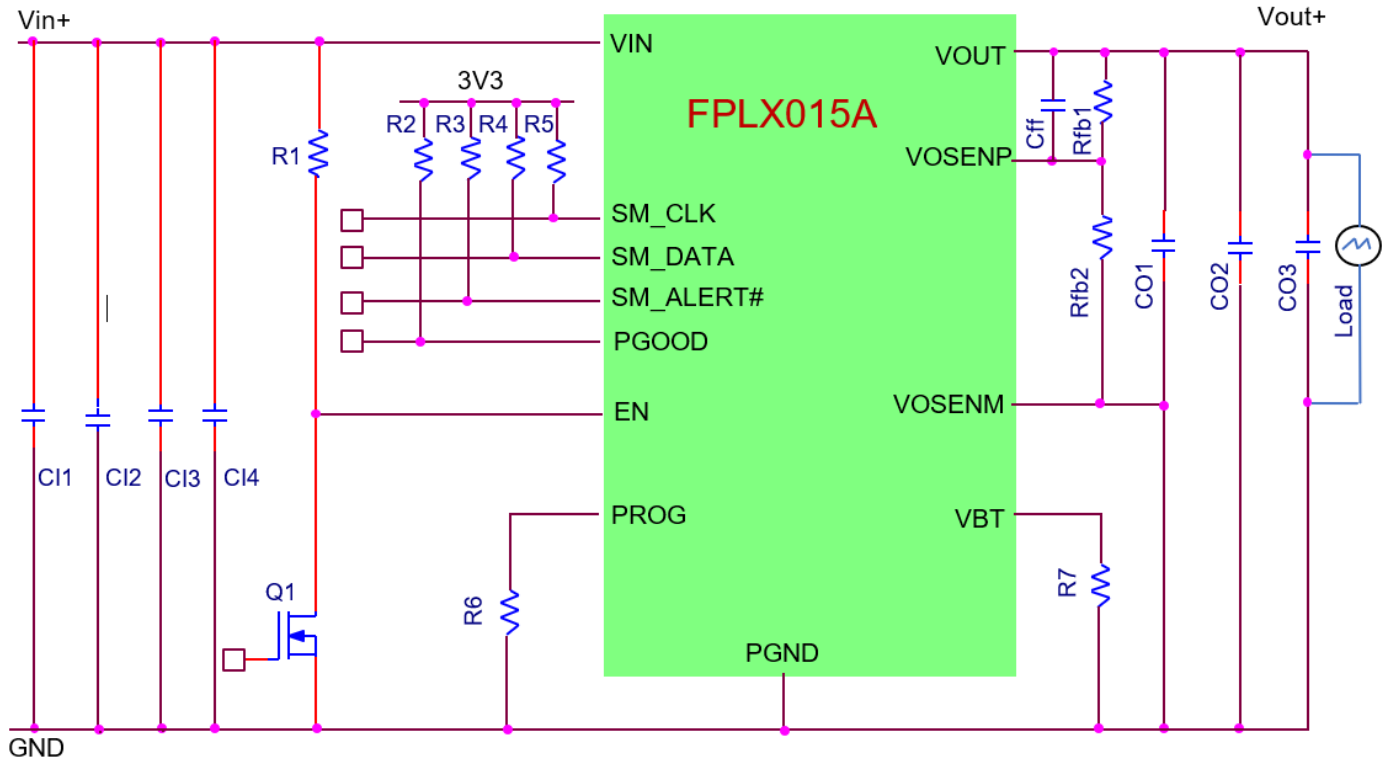 Vin+
Vout+
VIN
VOUT
3V3
FPLX015A
R2
R3
R4
R5
R1
Cff
Rfb1
VOSENP
SM_CLK
SM_DATA
SM_ALERT#
PGOOD
Rfb2
CO1
CO2
CO3
Load
EN
VOSENM
CI1
CI2
CI3
CI4
PROG
VBT
Q1
R6
R7
PGND
GND